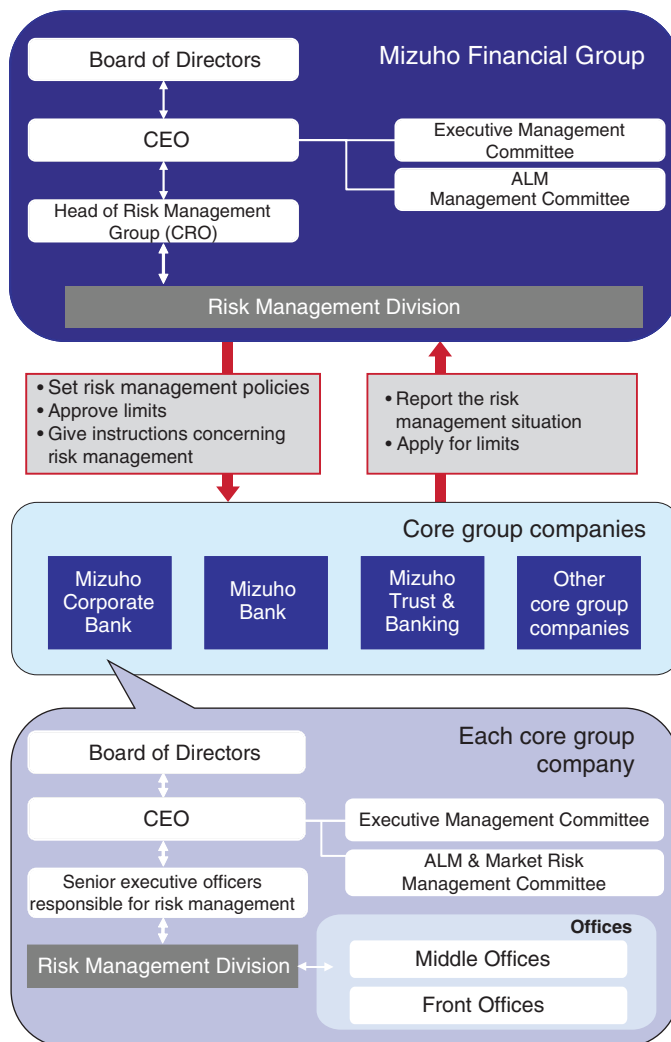 Mizuho Financial Group
Board of Directors
CEO
Executive Management
Committee
ALM
Management Committee
Head of Risk Management
Group (CRO)
Risk Management Division
• Set risk management policies
• Approve limits
• Give instructions concerning
risk management
• Report the risk
management situation
• Apply for limits
Core group companies
Mizuho
Corporate
Bank
Mizuho
Bank
Mizuho
Trust &
Banking
Other
core group
companies
Each core group
company
Board of Directors
CEO
Executive Management Committee
ALM & Market Risk
Management Committee
Senior executive officers
responsible for risk management
Risk Management Division
Offices
Middle Offices
Front Offices